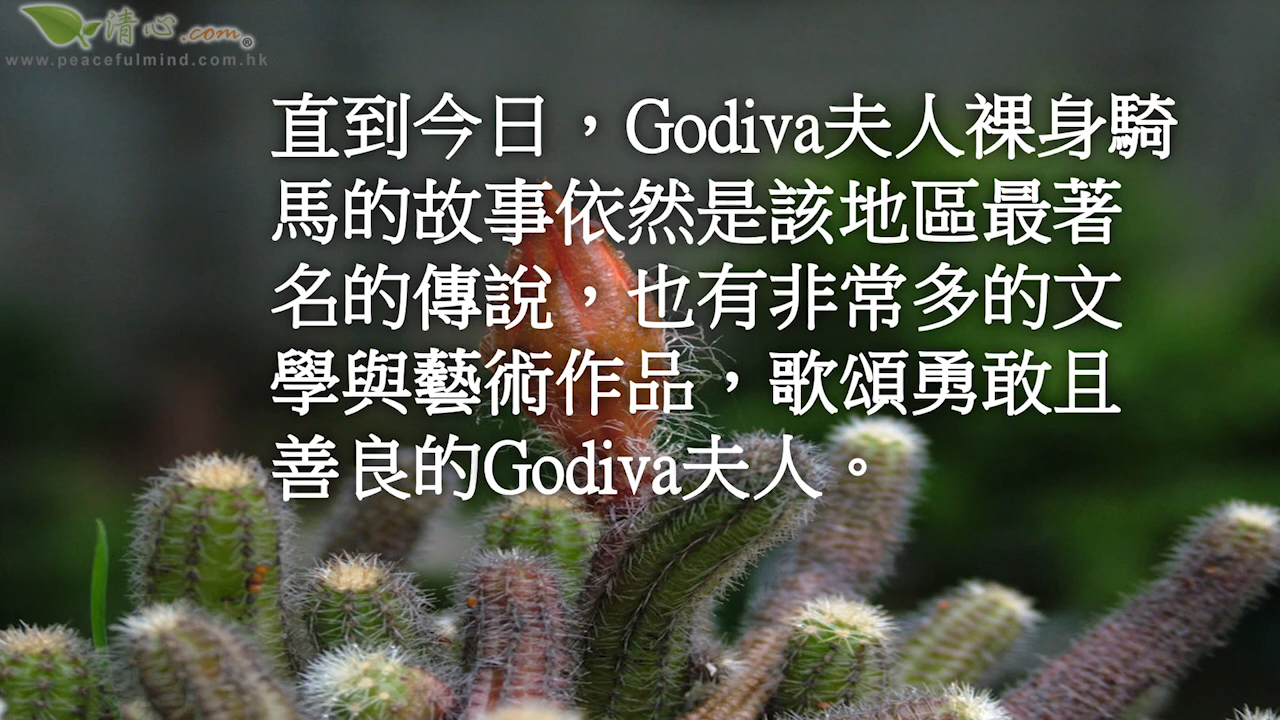 清心.com®
www.peacefulmind.com.hk
直到今日，Godiva夫人裸身騎
馬的故事依然是該地區最著
名的傳說，也有非常多的文
學與藝術作品，歌頌勇敢且
善良的Godiva夫人。